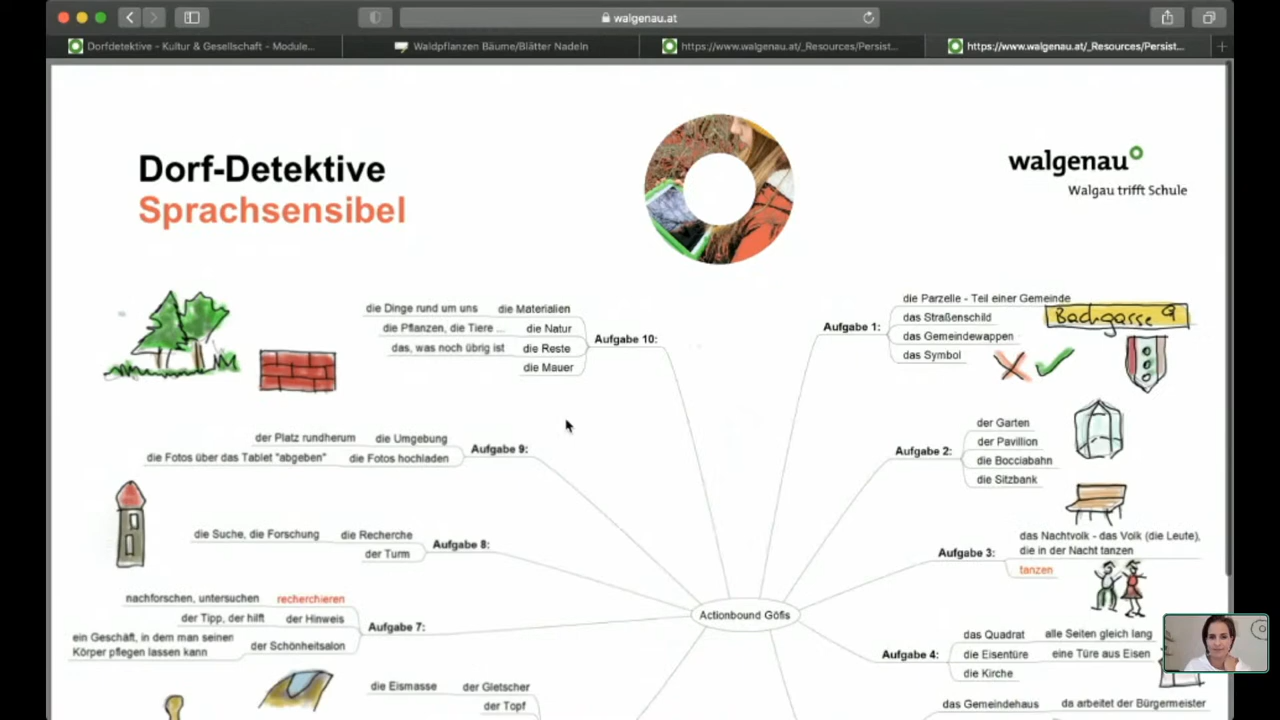 walgenau.at
Dorfdetektive - Kultur & Gesellschaft - Module...
Waldpflanzen Bäume/Blätter Nadeln
https://www.walgenau.at/_Resources/Persist...
https://www.walgenau.at/_Resources/Persist...
Dorf-Detektive
Sprachsensibel
walgenau
Walgau trifft Schule
die Dinge rund um uns die Materialien
die Pflanzen, die Tiere ... die Natur
das, was noch übrig ist die Reste
die Mauer
Aufgabe 10:
Aufgabe 1:
die Parzelle - Teil einer Gemeinde
das Straßenschild
das Gemeindewappen
das Symbol
Bachgasse 9
der Platz rundherum die Umgebung
die Fotos über das Tablet "abgeben" die Fotos hochladen
Aufgabe 9:
Aufgabe 2:
der Garten
der Pavillion
die Bocciabahn
die Sitzbank
die Suche, die Forschung die Recherche
der Turm
Aufgabe 8:
Aufgabe 3:
das Nachtvolk - das Volk (die Leute),
die in der Nacht tanzen
tanzen
nachforschen, untersuchen recherchieren
der Tipp, der hilft der Hinweis
ein Geschäft, in dem man seinen
Körper pflegen lassen kann
der Schönheitsalon
Aufgabe 7:
Actionbound Göfis
Aufgabe 4:
das Quadrat alle Seiten gleich lang
die Eisentüre eine Türe aus Eisen
die Kirche
die Eismasse der Gletscher
der Topf
das Gemeindehaus da arbeitet der Bürgermeister